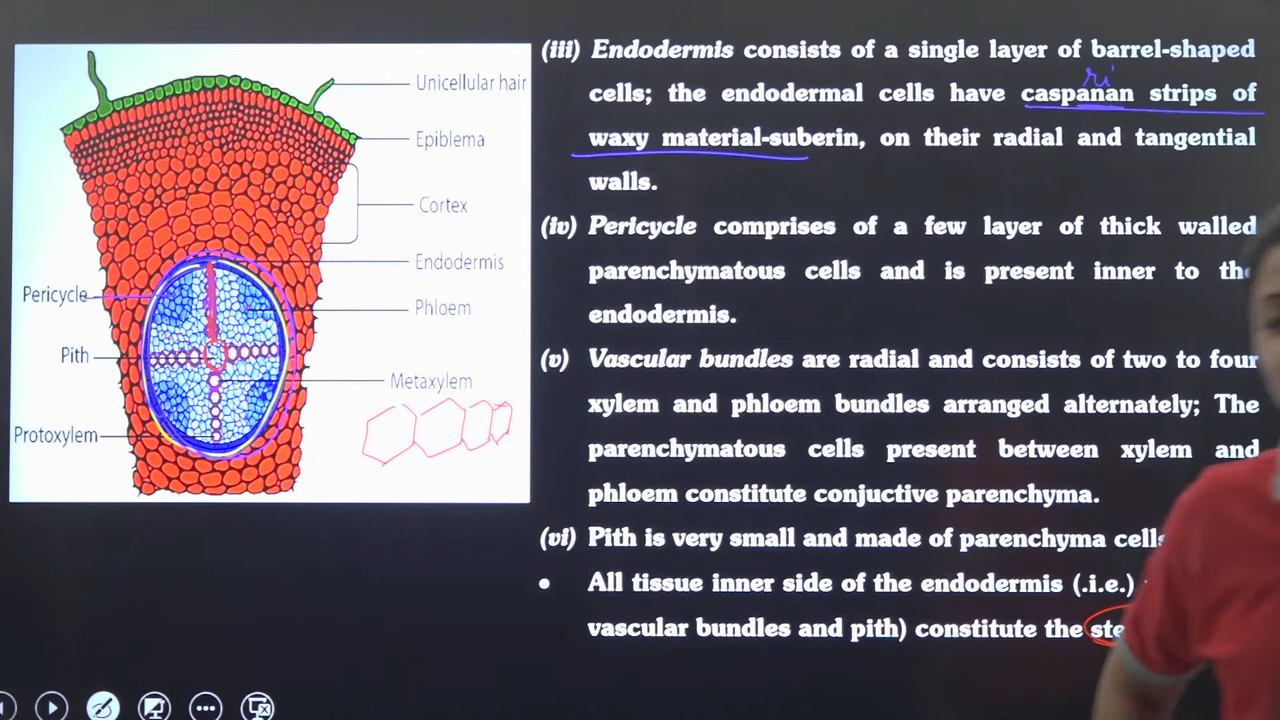 Unicellular hair
Epiblema
Cortex
Endodermis
Pericycle
Phloem
Pith
Metaxylem
Protoxylem
(iii) Endodermis consists of a single layer of barrel-shaped
ri
cells; the endodermal cells have caspanan strips of
waxy material-suberin, on their radial and tangential
walls.
(iv) Pericycle comprises of a few layer of thick walled
parenchymatous cells and is present inner to the
endodermis.
(v) Vascular bundles are radial and consists of two to four
xylem and phloem bundles arranged alternately; The
parenchymatous cells present between xylem and
phloem constitute conjuctive parenchyma.
(vi) Pith is very small and made of parenchyma cells
• All tissue inner side of the endodermis (.i.e.)
vascular bundles and pith) constitute the